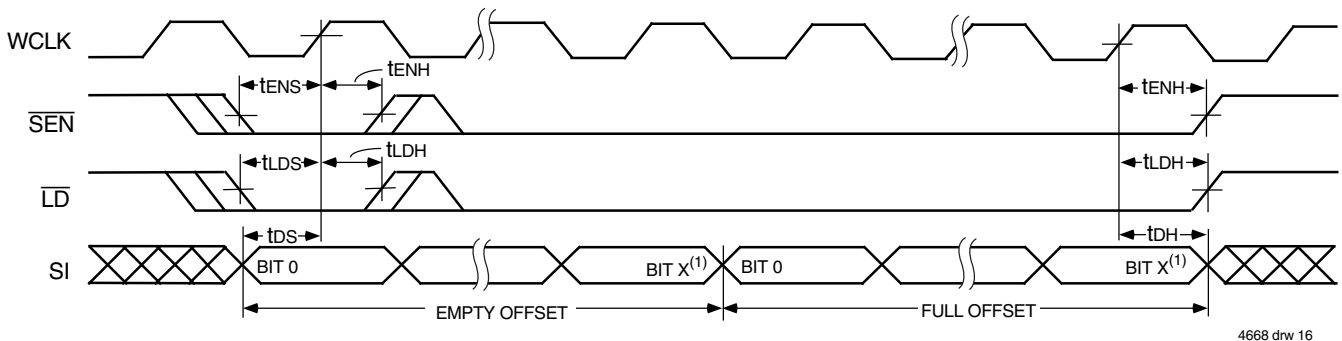 WCLK
tENS
tENH
tENH
SEN
tLDS
tLDH
tLDH
LD
tDS
tDH
SI
BIT 0
BIT X(1)
BIT 0
BIT X(1)
EMPTY OFFSET
FULL OFFSET
4668 drw 16